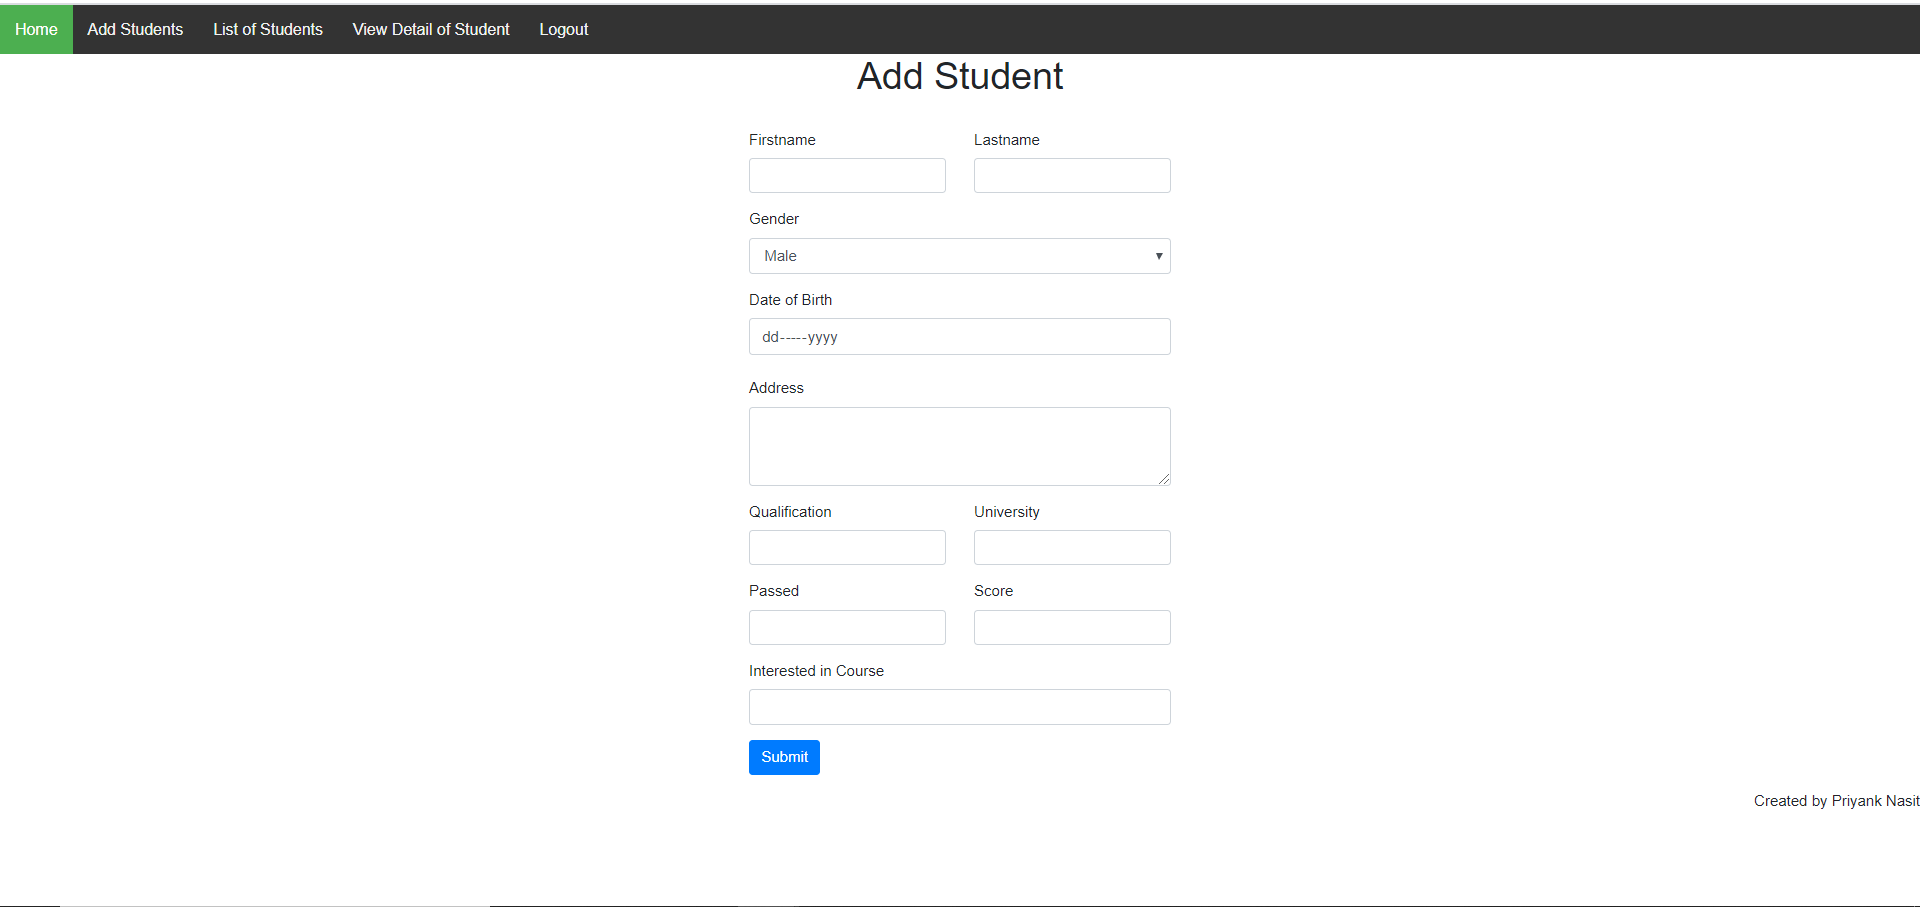 Home Add Students List of Students View Detail of Student Logout
Add Student
Firstname Lastname
Gender
Male
Date of Birth
dd-----yyyy
Address
Qualification University
Passed Score
Interested in Course
Submit
Created by Priyank Nasit